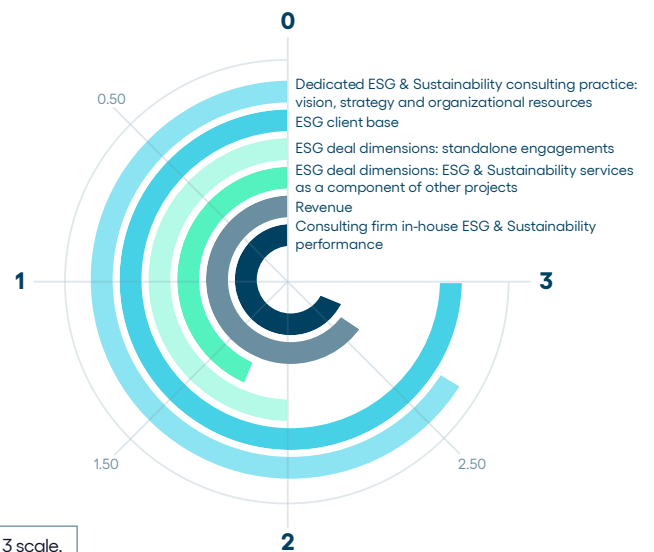 0
0.50
Dedicated ESG & Sustainability consulting practice:
vision, strategy and organizational resources
ESG client base
ESG deal dimensions: standalone engagements
ESG deal dimensions: ESG & Sustainability services
as a component of other projects
Revenue
Consulting firm in-house ESG & Sustainability
performance
1
3
1.50
2.50
2
3 scale.